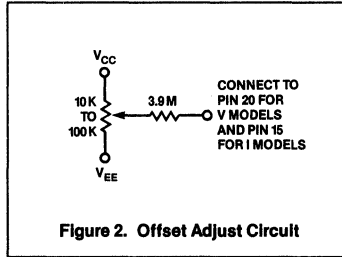 VCC
10K
TO
100K
3.9M
CONNECT TO
PIN 20 FOR
V MODELS
AND PIN 15
FOR I MODELS
VEE
Figure 2. Offset Adjust Circuit